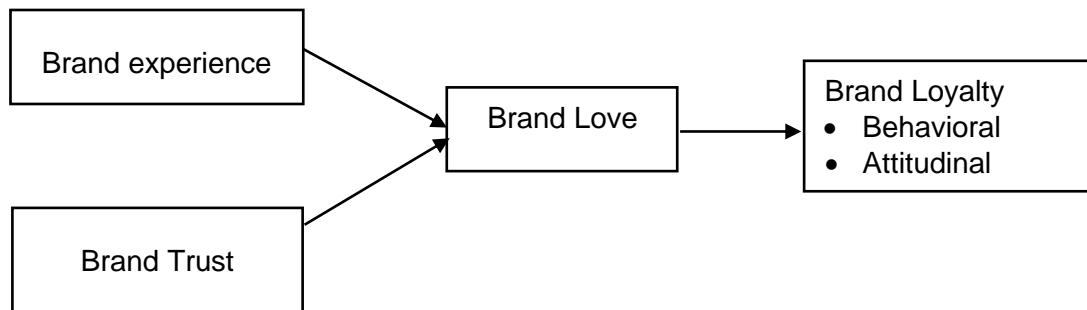 Brand experience
Brand Trust
Brand Love
Brand Loyalty
• Behavioral
• Attitudinal